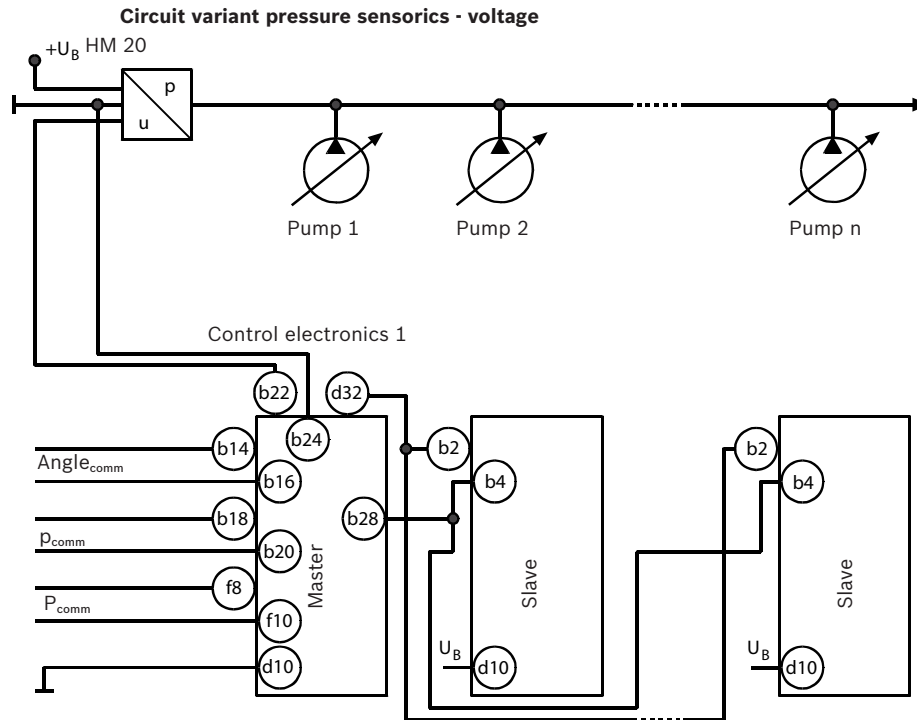 Circuit variant pressure sensorics - voltage
+UB HM 20
p
u
Pump 1
Pump 2
Pump n
Control electronics 1
b22
d32
b24
b14
b2
b2
Anglecomm
b16
b4
b4
b18
b28
pcomm
b20
Master
Slave
Slave
f8
Pcomm
f10
UB
UB
d10
d10
d10